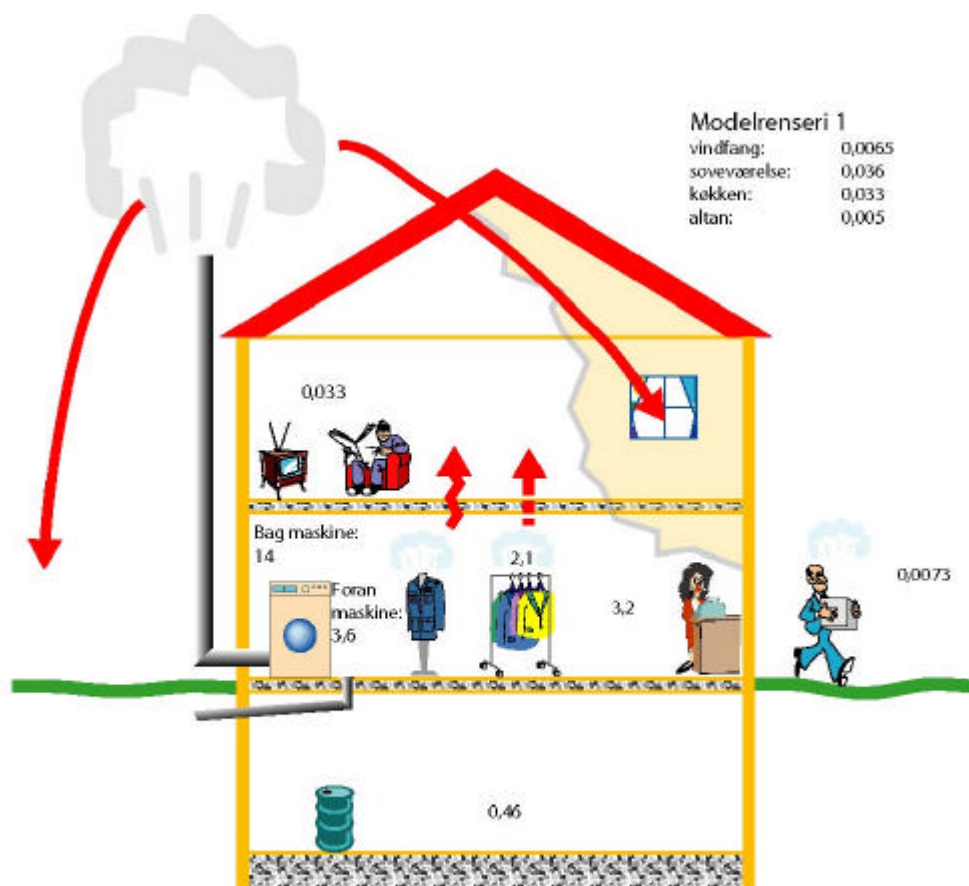 Modelrenseri 1
vindfang: 0,0065
soveværelse: 0,036
køkken: 0,033
altan: 0,005
0,033
Bag maskine:
14
Foran
maskine:
3,6
2,1
3,2
0,0073
0,46